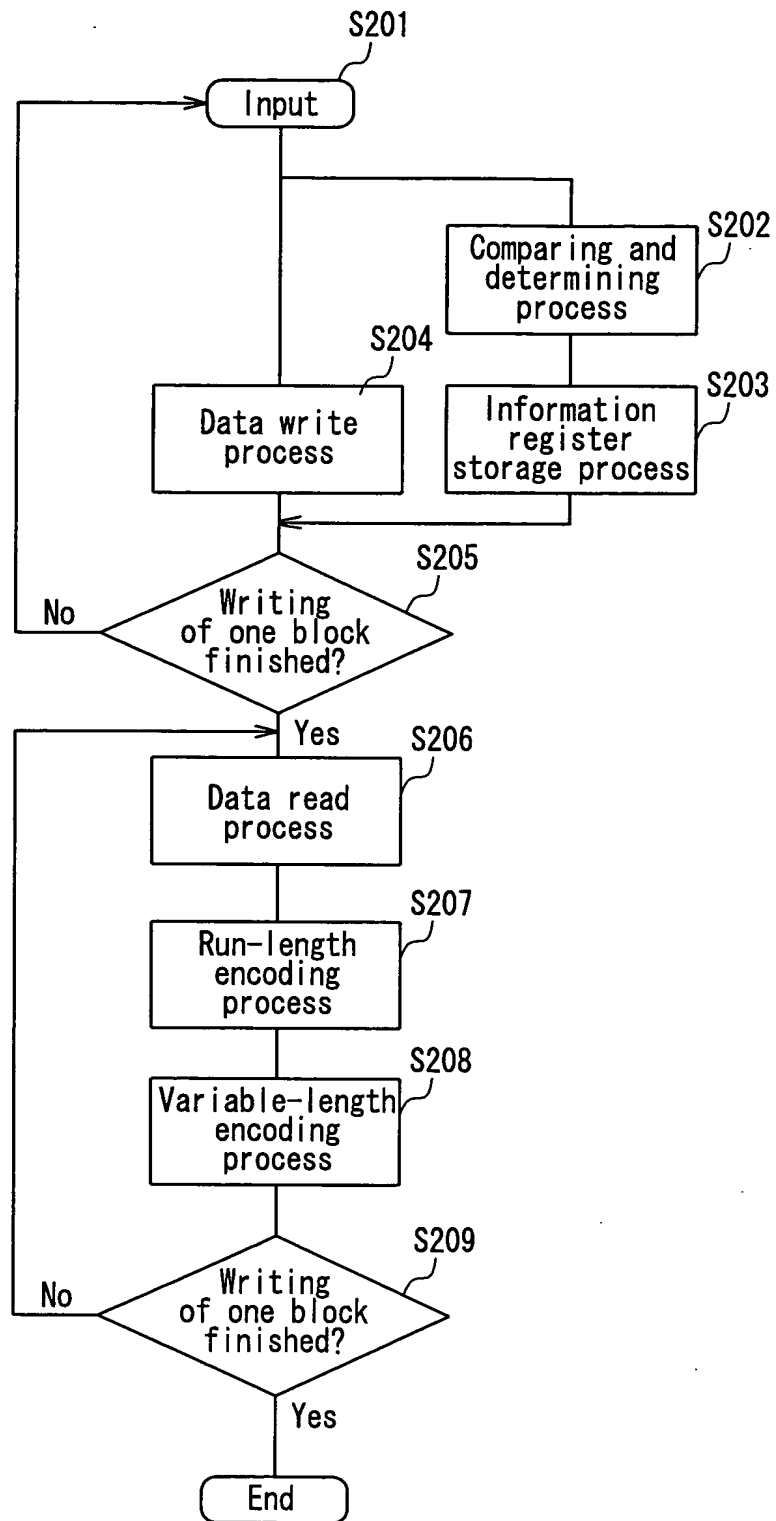 S201
Input
S202
Comparing and
determining
process
S204
Data write
process
S203
Information
register
storage process
S205
No
Writing
of one block
finished?
Yes
S206
Data read
process
S207
Run-length
encoding
process
S208
Variable-length
encoding
process
S209
No
Writing
of one block
finished?
Yes
End